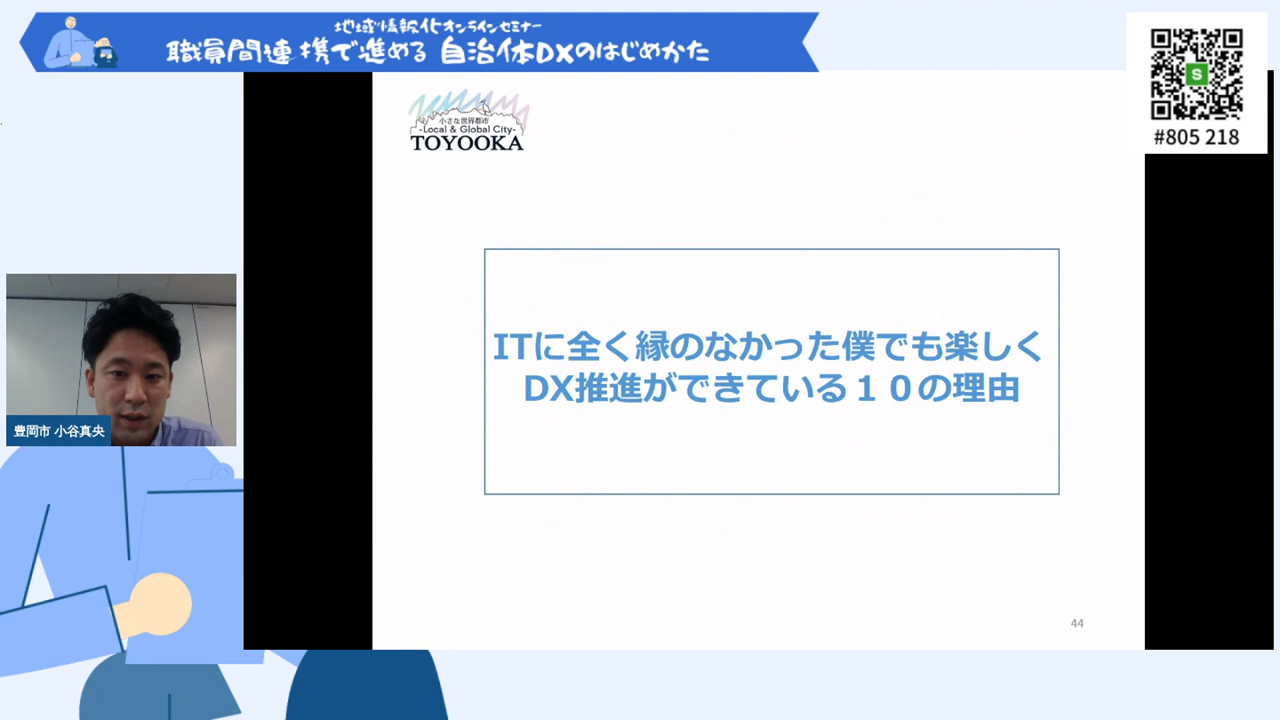 地域情報化オンラインセミナー
職員間連携で進める 自治体DXのはじめかた
S
#805 218
小さな世界都市
-Local & Global City-
TOYOOKA
ITに全く縁のなかった僕でも楽しく
DX推進ができている１０の理由
豊岡市 小谷真央
44